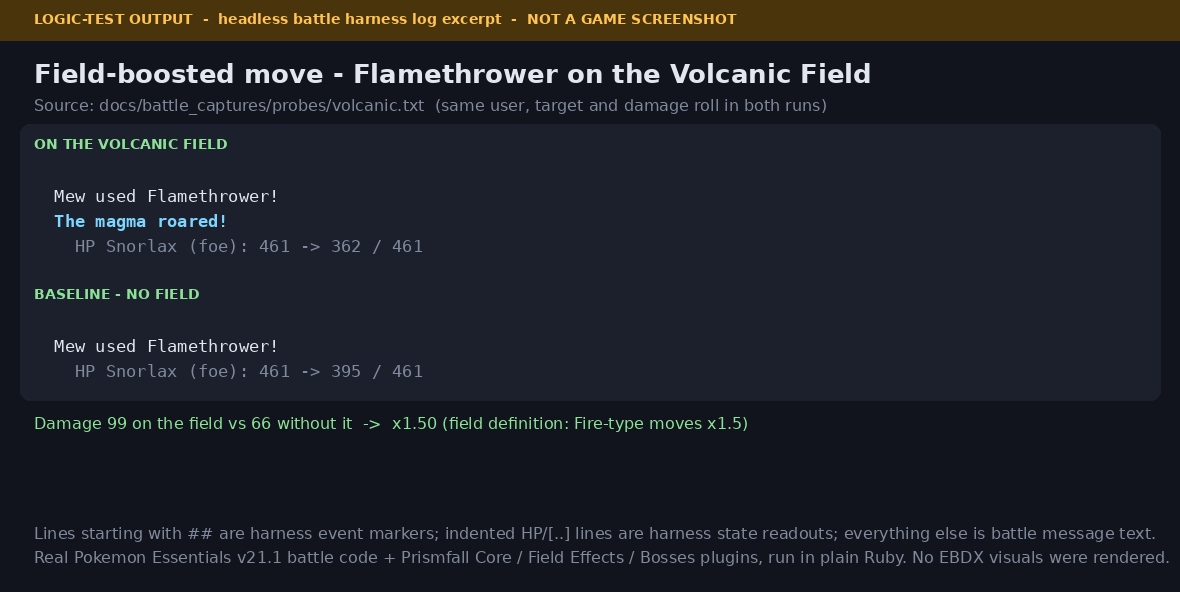 LOGIC-TEST OUTPUT - headless battle harness log excerpt - NOT A GAME SCREENSHOT
Field-boosted move - Flamethrower on the Volcanic Field
Source: docs/battle_captures/probes/volcanic.txt (same user, target and damage roll in both runs)
ON THE VOLCANIC FIELD
Mew used Flamethrower!
The magma roared!
HP Snorlax (foe): 461 -> 362 / 461
BASELINE - NO FIELD
Mew used Flamethrower!
HP Snorlax (foe): 461 -> 395 / 461
Damage 99 on the field vs 66 without it -> x1.50 (field definition: Fire-type moves x1.5)
Lines starting with ## are harness event markers; indented HP/[..] lines are harness state readouts; everything else is battle message text.
Real Pokemon Essentials v21.1 battle code + Prismfall Core / Field Effects / Bosses plugins, run in plain Ruby. No EBDX visuals were rendered.